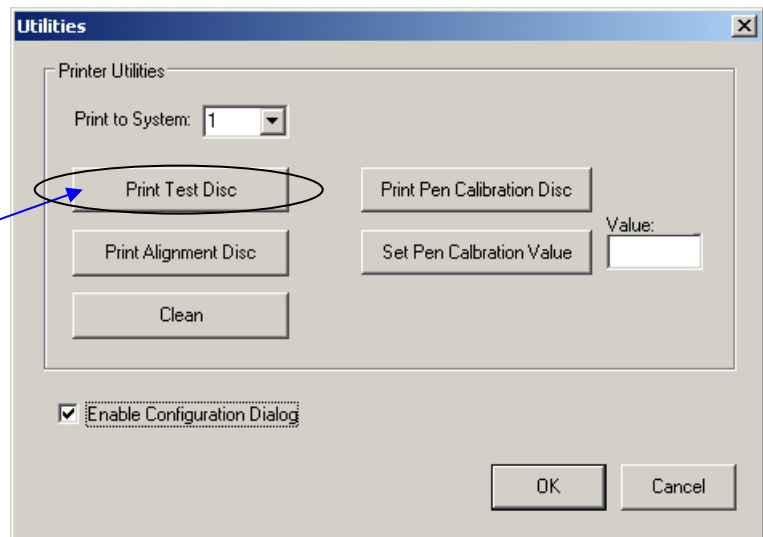 Utilities
Printer Utilities
Print to System: 1
Print Test Disc
Print Pen Calibration Disc
Value:
Print Alignment Disc
Set Pen Calbration Value
Clean
Enable Configuration Dialog
OK
Cancel